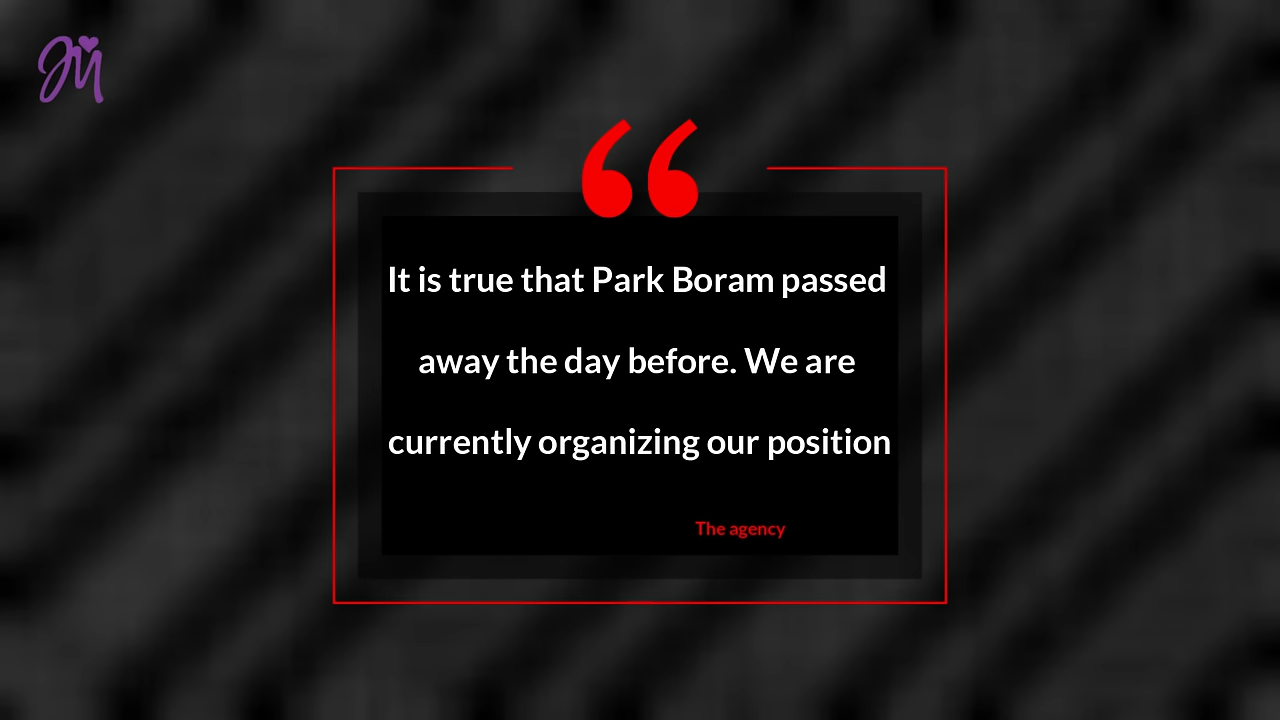 JM
It is true that Park Boram passed
away the day before. We are
currently organizing our position
The agency